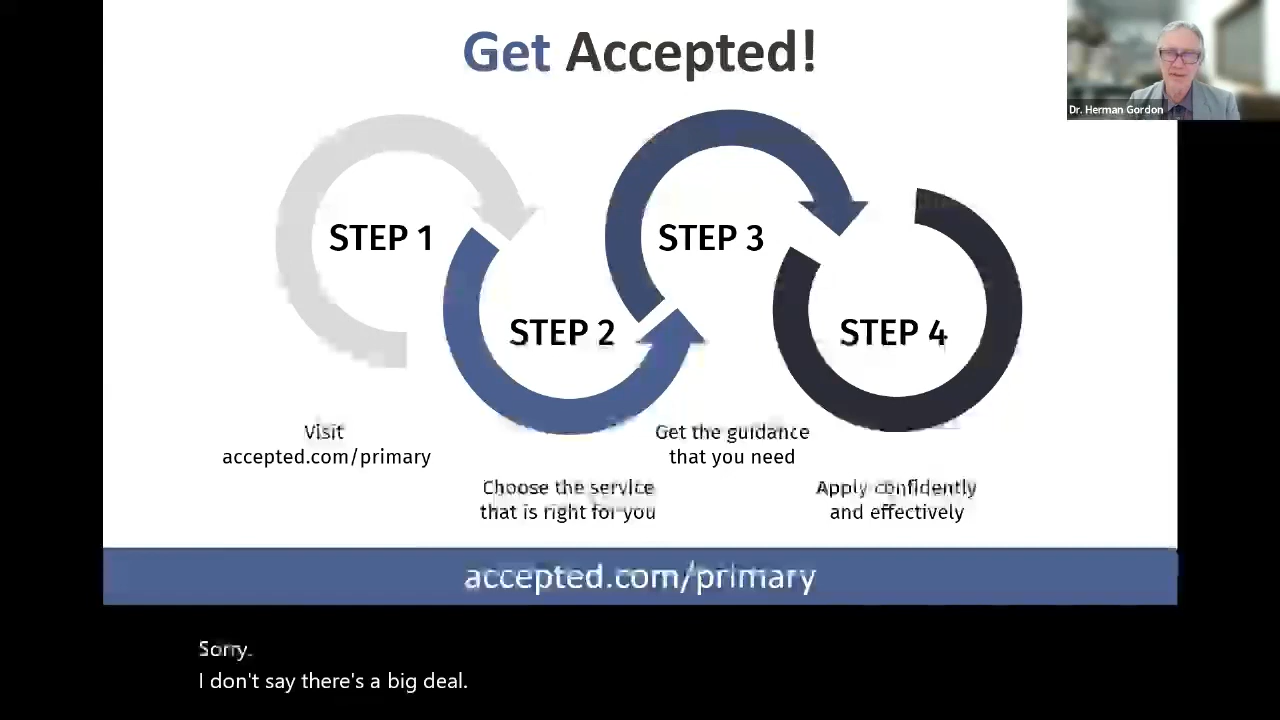 Get Accepted!
Dr. Herman Gordon
STEP 1
STEP 3
STEP 2
STEP 4
Visit
accepted.com/primary
Get the guidance
that you need
Choose the service
that is right for you
Apply confidently
and effectively
accepted.com/primary
Sorry.
I don't say there's a big deal.